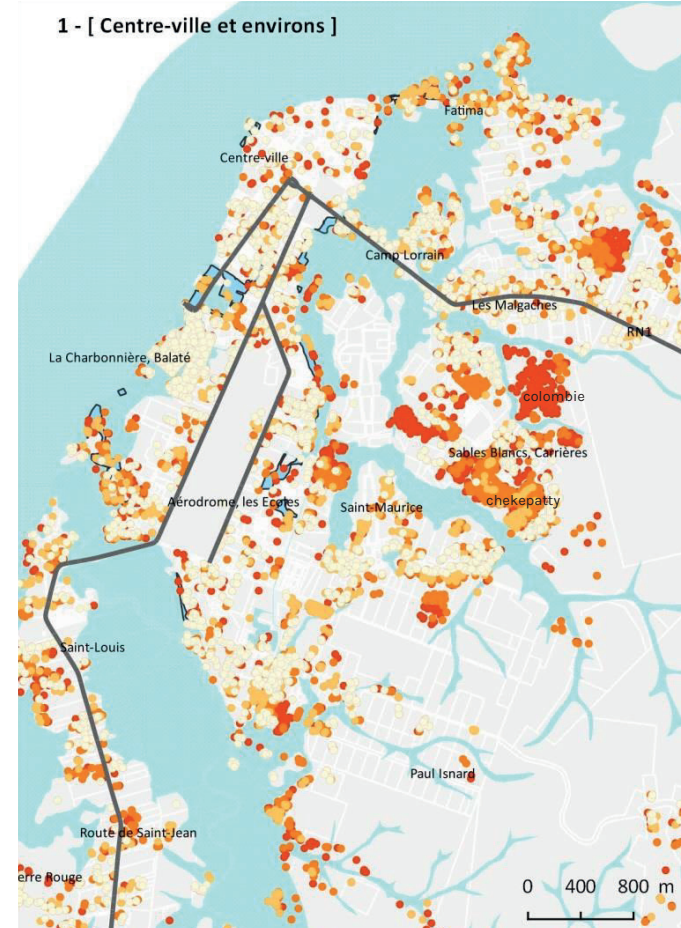 1 - [ Centre-ville et environs ]
Fatima
Centre-ville
Camp Lorrain
Les Malgaches
RN1
La Charbonnière, Balaté
colombie
Sables Blancs, Carrières
chekepatty
Aérodrome, les Ecoles
Saint-Maurice
Saint-Louis
Paul Isnard
Route de Saint-Jean
erre Rouge
0 400 800 m